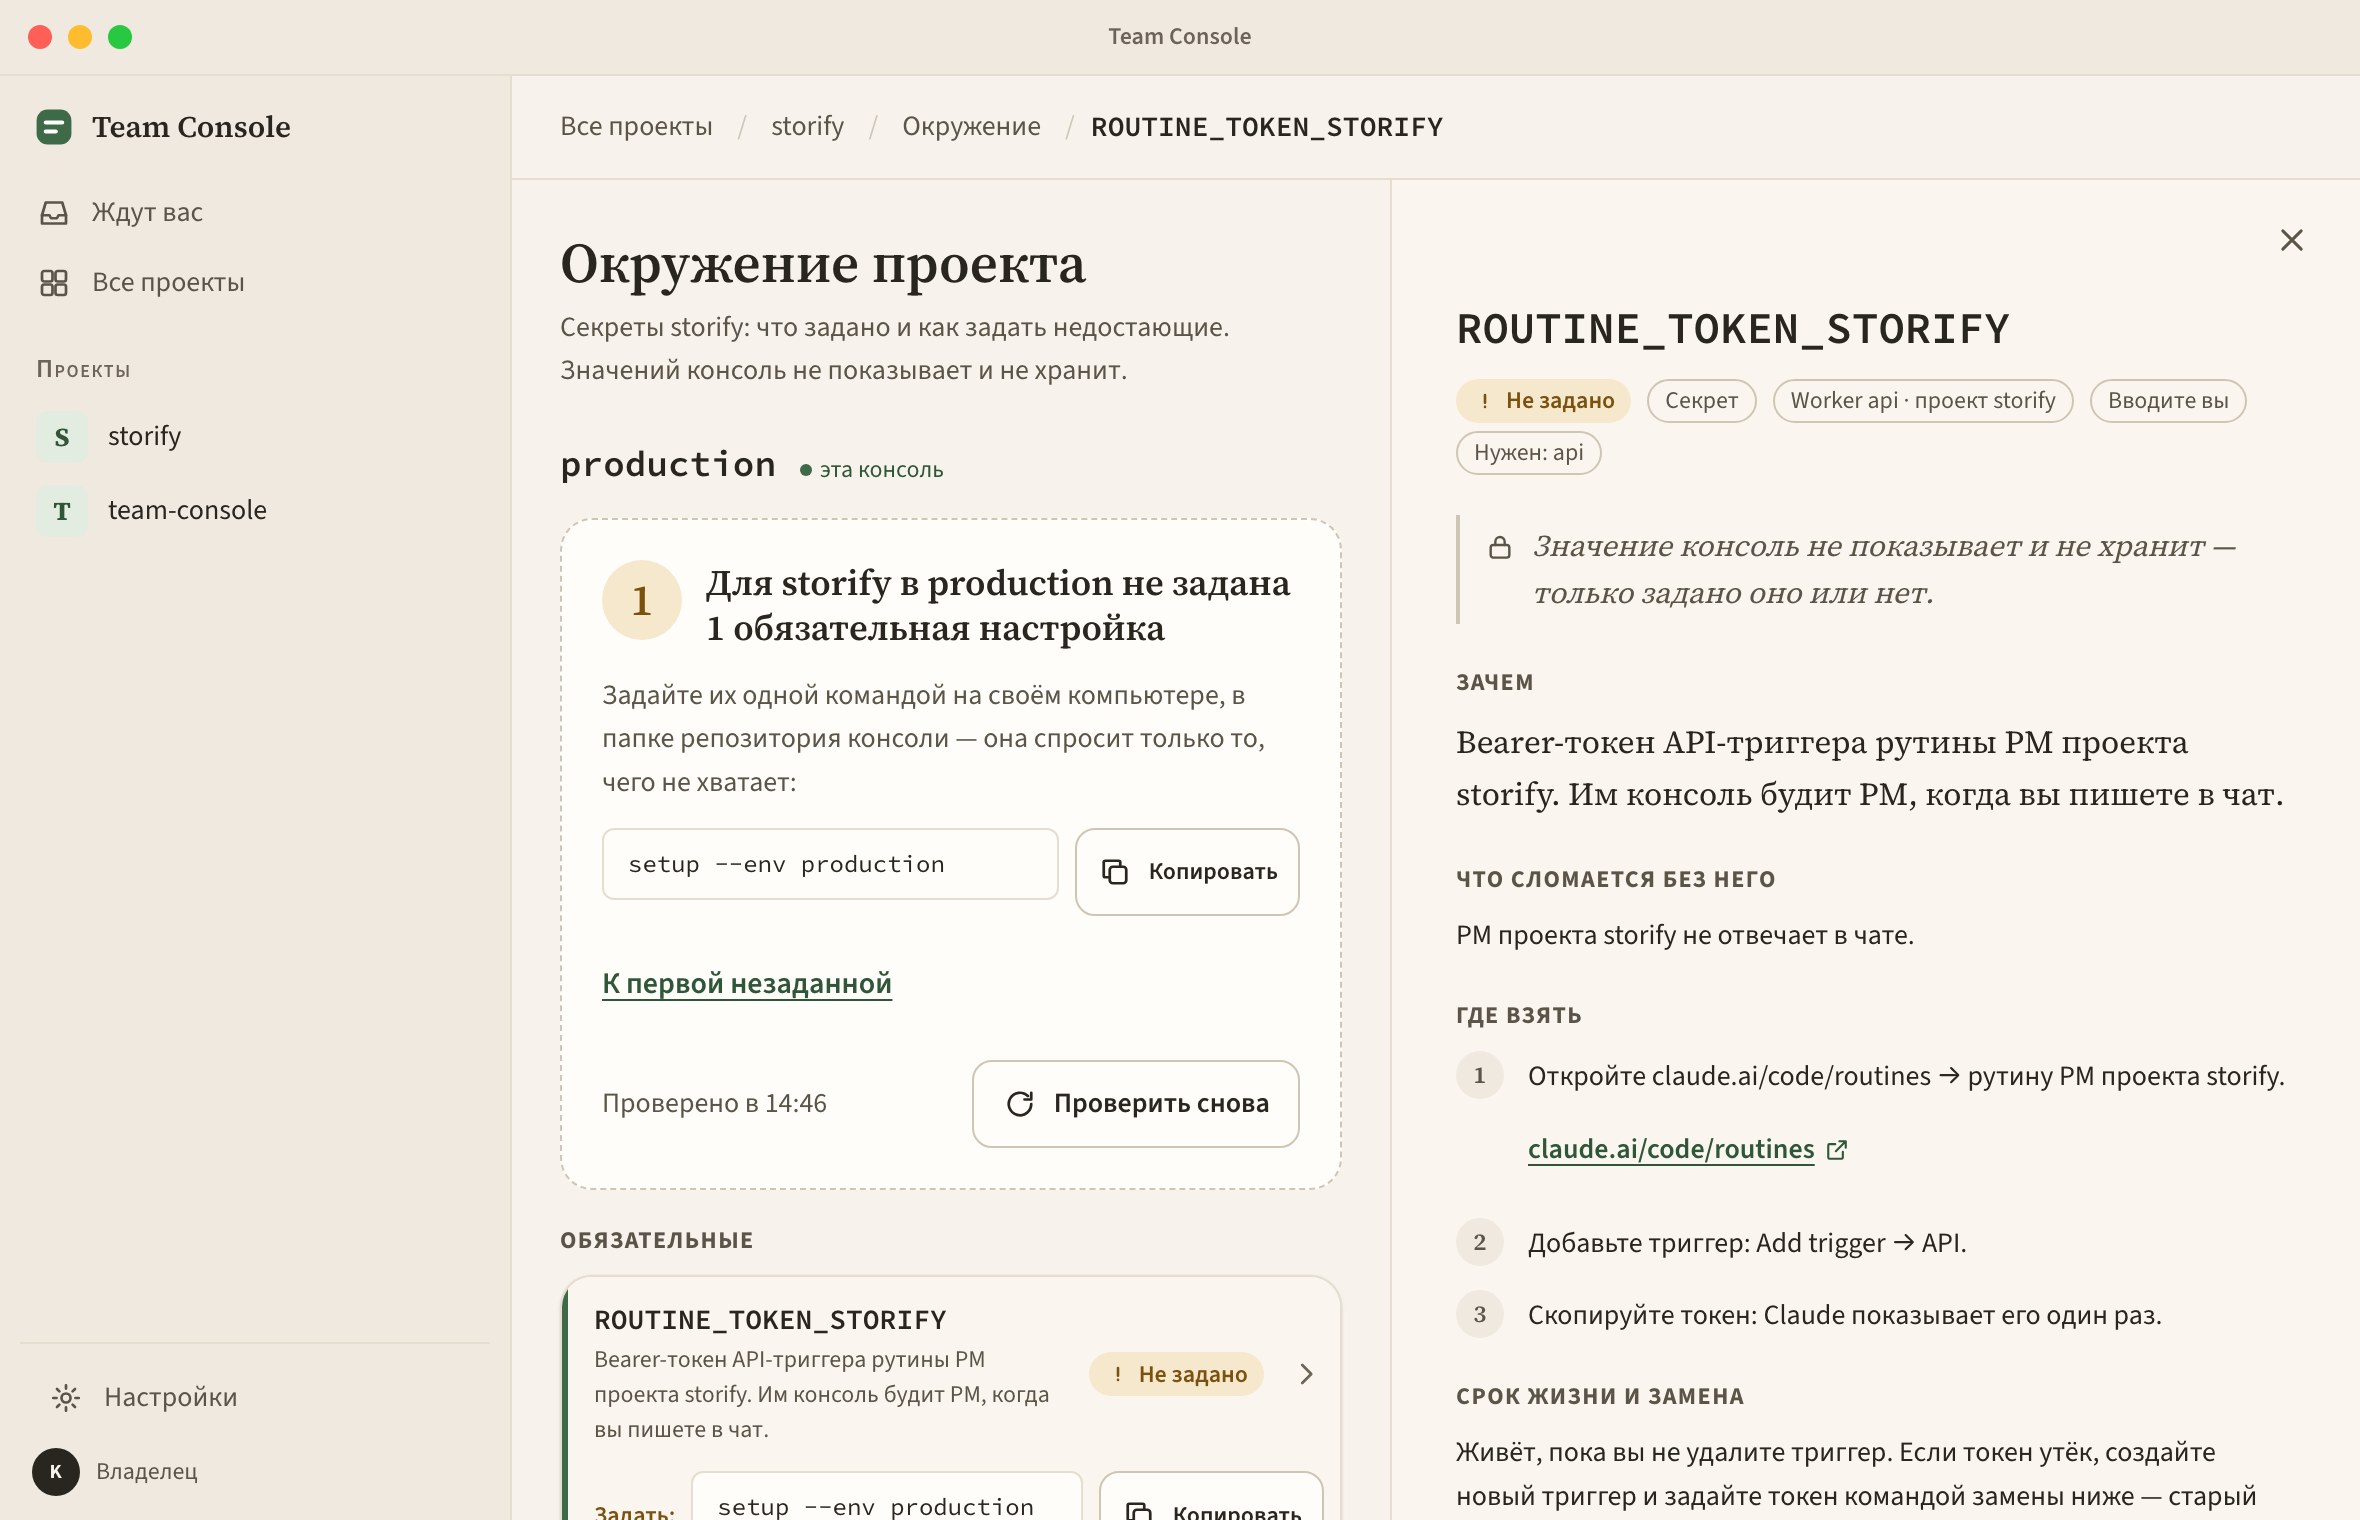 Team Console
Team Console
Ждут вас
Все проекты
Проекты
S storify
T team-console
Настройки
K Владелец
Все проекты / storify / Окружение / ROUTINE_TOKEN_STORIFY
Окружение проекта
Секреты storify: что задано и как задать недостающие.
Значений консоль не показывает и не хранит.
production эта консоль
1
Для storify в production не задана
1 обязательная настройка
Задайте их одной командой на своём компьютере, в
папке репозитория консоли — она спросит только то,
чего не хватает:
setup --env production Копировать
К первой незаданной
Проверено в 14:46 Проверить снова
ОБЯЗАТЕЛЬНЫЕ
ROUTINE_TOKEN_STORIFY
Bearer-токен API-триггера рутины PM
проекта storify. Им консоль будит PM, когда
вы пишете в чат.
! Не задано
Задать: setup --env production Копировать
ROUTINE_TOKEN_STORIFY
! Не задано Секрет Worker api · проект storify Вводите вы
Нужен: api
Значение консоль не показывает и не хранит —
только задано оно или нет.
ЗАЧЕМ
Bearer-токен API-триггера рутины PM проекта
storify. Им консоль будит PM, когда вы пишете в чат.
ЧТО СЛОМАЕТСЯ БЕЗ НЕГО
PM проекта storify не отвечает в чате.
ГДЕ ВЗЯТЬ
1 Откройте claude.ai/code/routines → рутину PM проекта storify.
claude.ai/code/routines
2 Добавьте триггер: Add trigger → API.
3 Скопируйте токен: Claude показывает его один раз.
СРОК ЖИЗНИ И ЗАМЕНА
Живёт, пока вы не удалите триггер. Если токен утёк, создайте
новый триггер и задайте токен командой замены ниже — старый